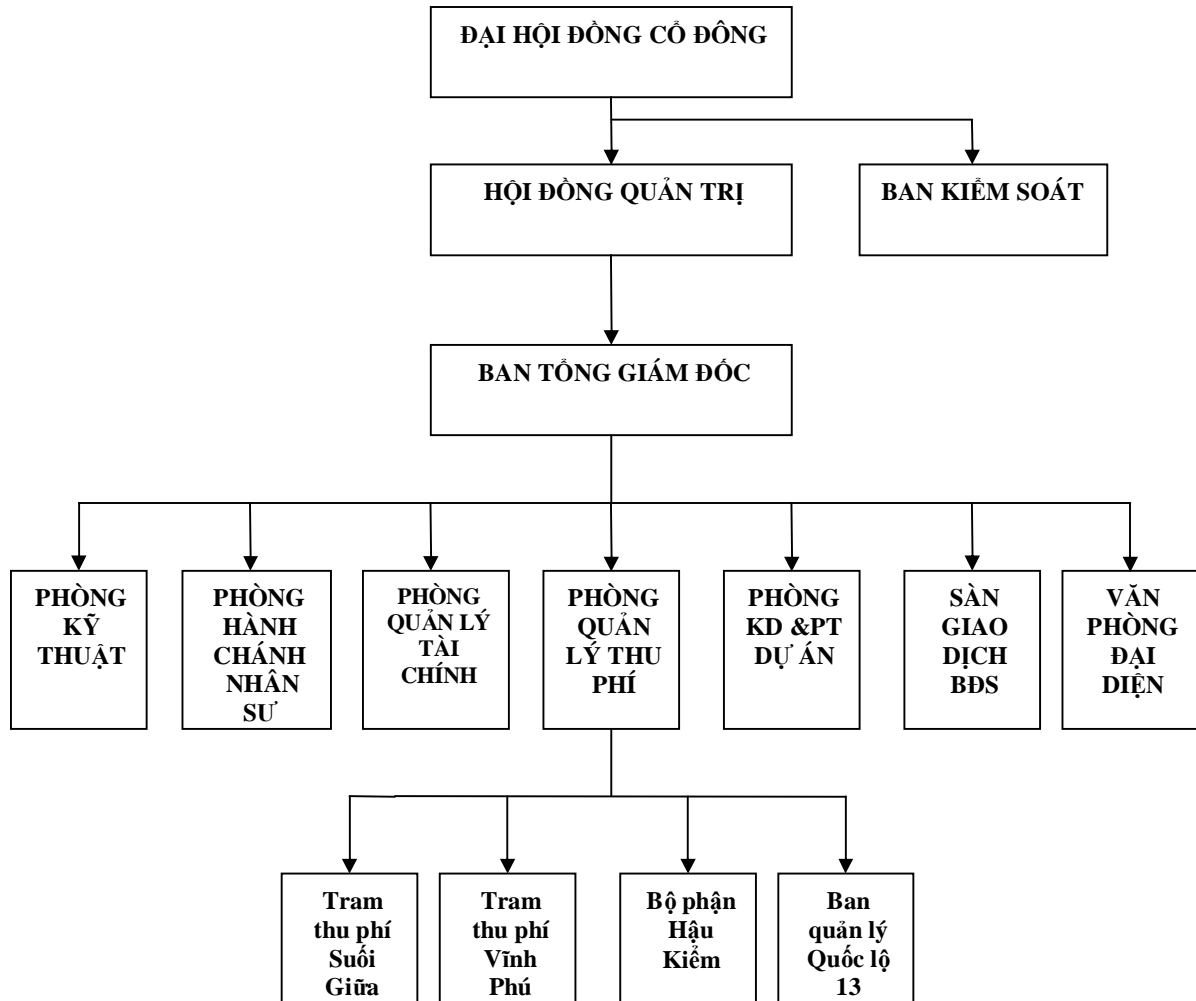 ĐẠI HỘI ĐỒNG CỔ ĐÔNG
HỘI ĐỒNG QUẢN TRỊ
BAN KIỂM SOÁT
BAN TỔNG GIÁM ĐỐC
PHÒNG
KỸ
THUẬT
PHÒNG
HÀNH
CHÁNH
NHÂN
SƯ
PHÒNG
QUẢN LÝ
TÀI
CHÍNH
PHÒNG
QUẢN
LÝ THU
PHÍ
PHÒNG
KD &PT
DỰ ÁN
SÀN
GIAO
DỊCH
BĐS
VĂN
PHÒNG
ĐẠI
DIỆN
Tram
thu phí
Suối
Giữa
Tram
thu phí
Vĩnh
Phú
Bộ phận
Hậu
Kiểm
Ban
quản lý
Quốc lộ
13